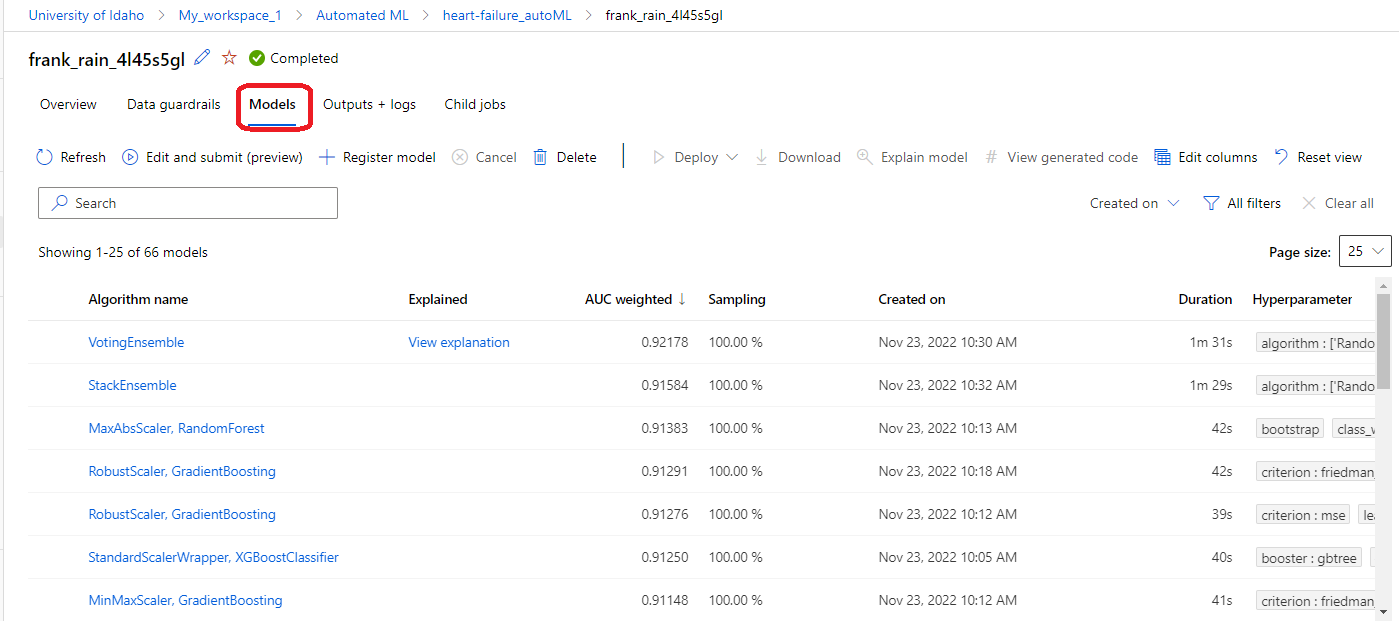 University of Idaho > My_workspace_1 > Automated ML > heart-failure_autoML > frank_rain_4l45s5gl
frank_rain_4l45s5gl Completed
Overview Data guardrails Models Outputs + logs Child jobs
Refresh Edit and submit (preview) Register model Cancel Delete Deploy Download Explain model # View generated code Edit columns Reset view
Search Created on All filters Clear all
Showing 1-25 of 66 models Page size: 25
Algorithm name Explained AUC weighted ↓ Sampling Created on Duration Hyperparameter
VotingEnsemble View explanation 0.92178 100.00 % Nov 23, 2022 10:30 AM 1m 31s algorithm : ['Rando
StackEnsemble 0.91584 100.00 % Nov 23, 2022 10:32 AM 1m 29s algorithm : ['Rando
MaxAbsScaler, RandomForest 0.91383 100.00 % Nov 23, 2022 10:13 AM 42s bootstrap class_w
RobustScaler, GradientBoosting 0.91291 100.00 % Nov 23, 2022 10:18 AM 42s criterion : friedman_
RobustScaler, GradientBoosting 0.91276 100.00 % Nov 23, 2022 10:12 AM 39s criterion : mse lea
StandardScalerWrapper, XGBoostClassifier 0.91250 100.00 % Nov 23, 2022 10:05 AM 40s booster : gbtree
MinMaxScaler, GradientBoosting 0.91148 100.00 % Nov 23, 2022 10:12 AM 41s criterion : friedman_